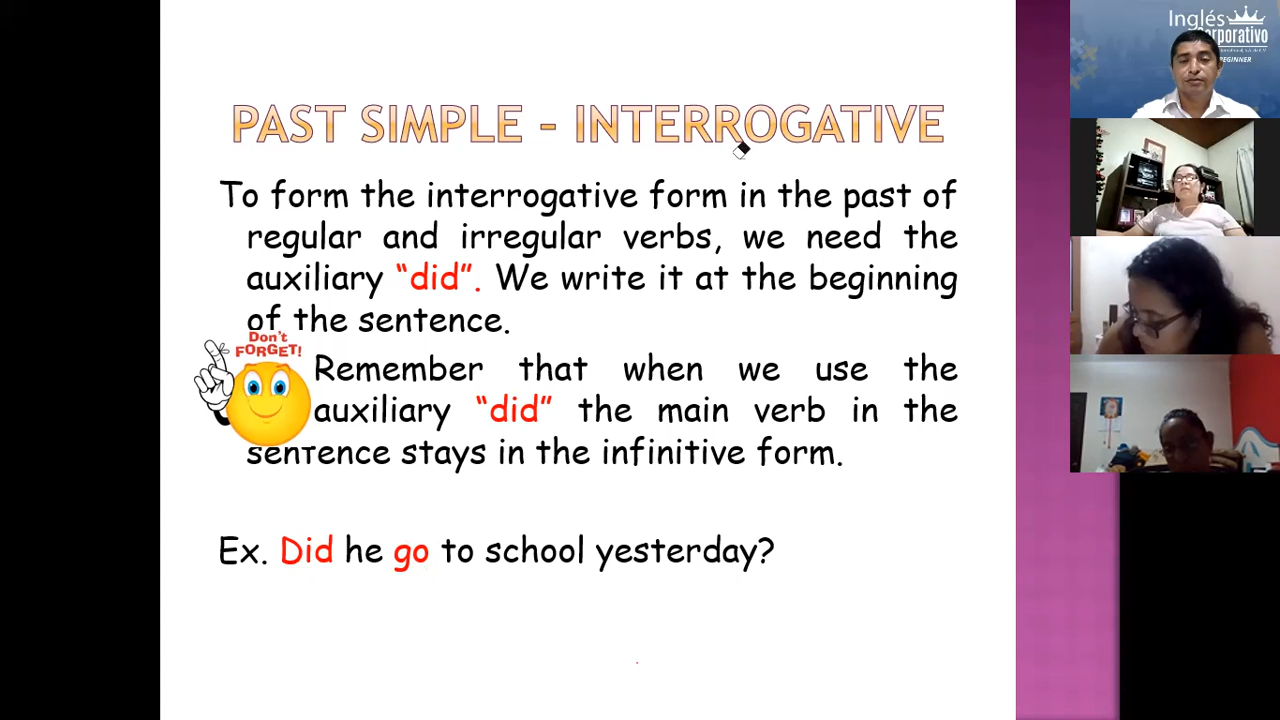 PAST SIMPLE - INTERROGATIVE
To form the interrogative form in the past of
regular and irregular verbs, we need the
auxiliary “did”. We write it at the beginning
of the sentence.
Don't
FORGET!
Remember that when we use the
auxiliary “did” the main verb in the
sentence stays in the infinitive form.
Ex. Did he go to school yesterday?
Inglés
Corporativo
BEGINNER